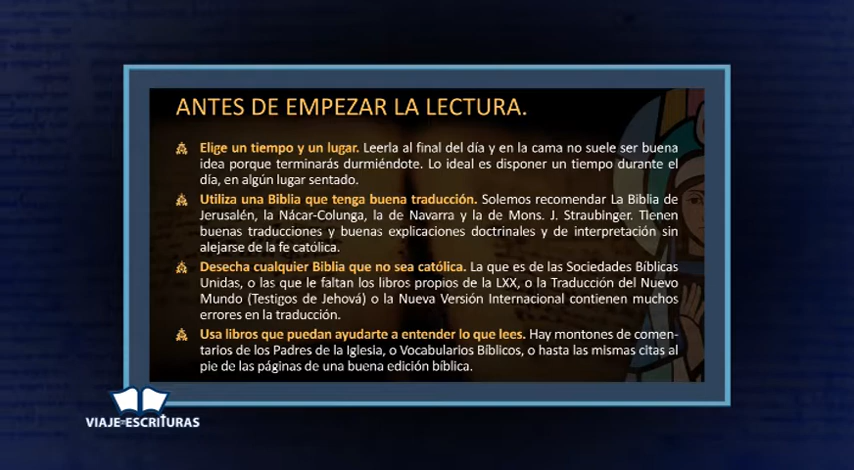 ANTES DE EMPEZAR LA LECTURA.
Elige un tiempo y un lugar. Leerla al final del día y en la cama no suele ser buena
idea porque terminarás durmiéndote. Lo ideal es disponer un tiempo durante el
día, en algún lugar sentado.
Utiliza una Biblia que tenga buena traducción. Solemos recomendar La Biblia de
Jerusalén, la Nácar-Colunga, la de Navarra y la de Mons. J. Straubinger. Tienen
buenas traducciones y buenas explicaciones doctrinales y de interpretación sin
alejarse de la fe católica.
Desecha cualquier Biblia que no sea católica. La que es de las Sociedades Bíblicas
Unidas, o las que le faltan los libros propios de la LXX, o la Traducción del Nuevo
Mundo (Testigos de Jehová) o la Nueva Versión Internacional contienen muchos
errores en la traducción.
Usa libros que puedan ayudarte a entender lo que lees. Hay montones de comen-
tarios de los Padres de la Iglesia, o Vocabularios Bíblicos, o hasta las mismas citas al
pie de las páginas de una buena edición bíblica.
VIAJE ESCRITURAS